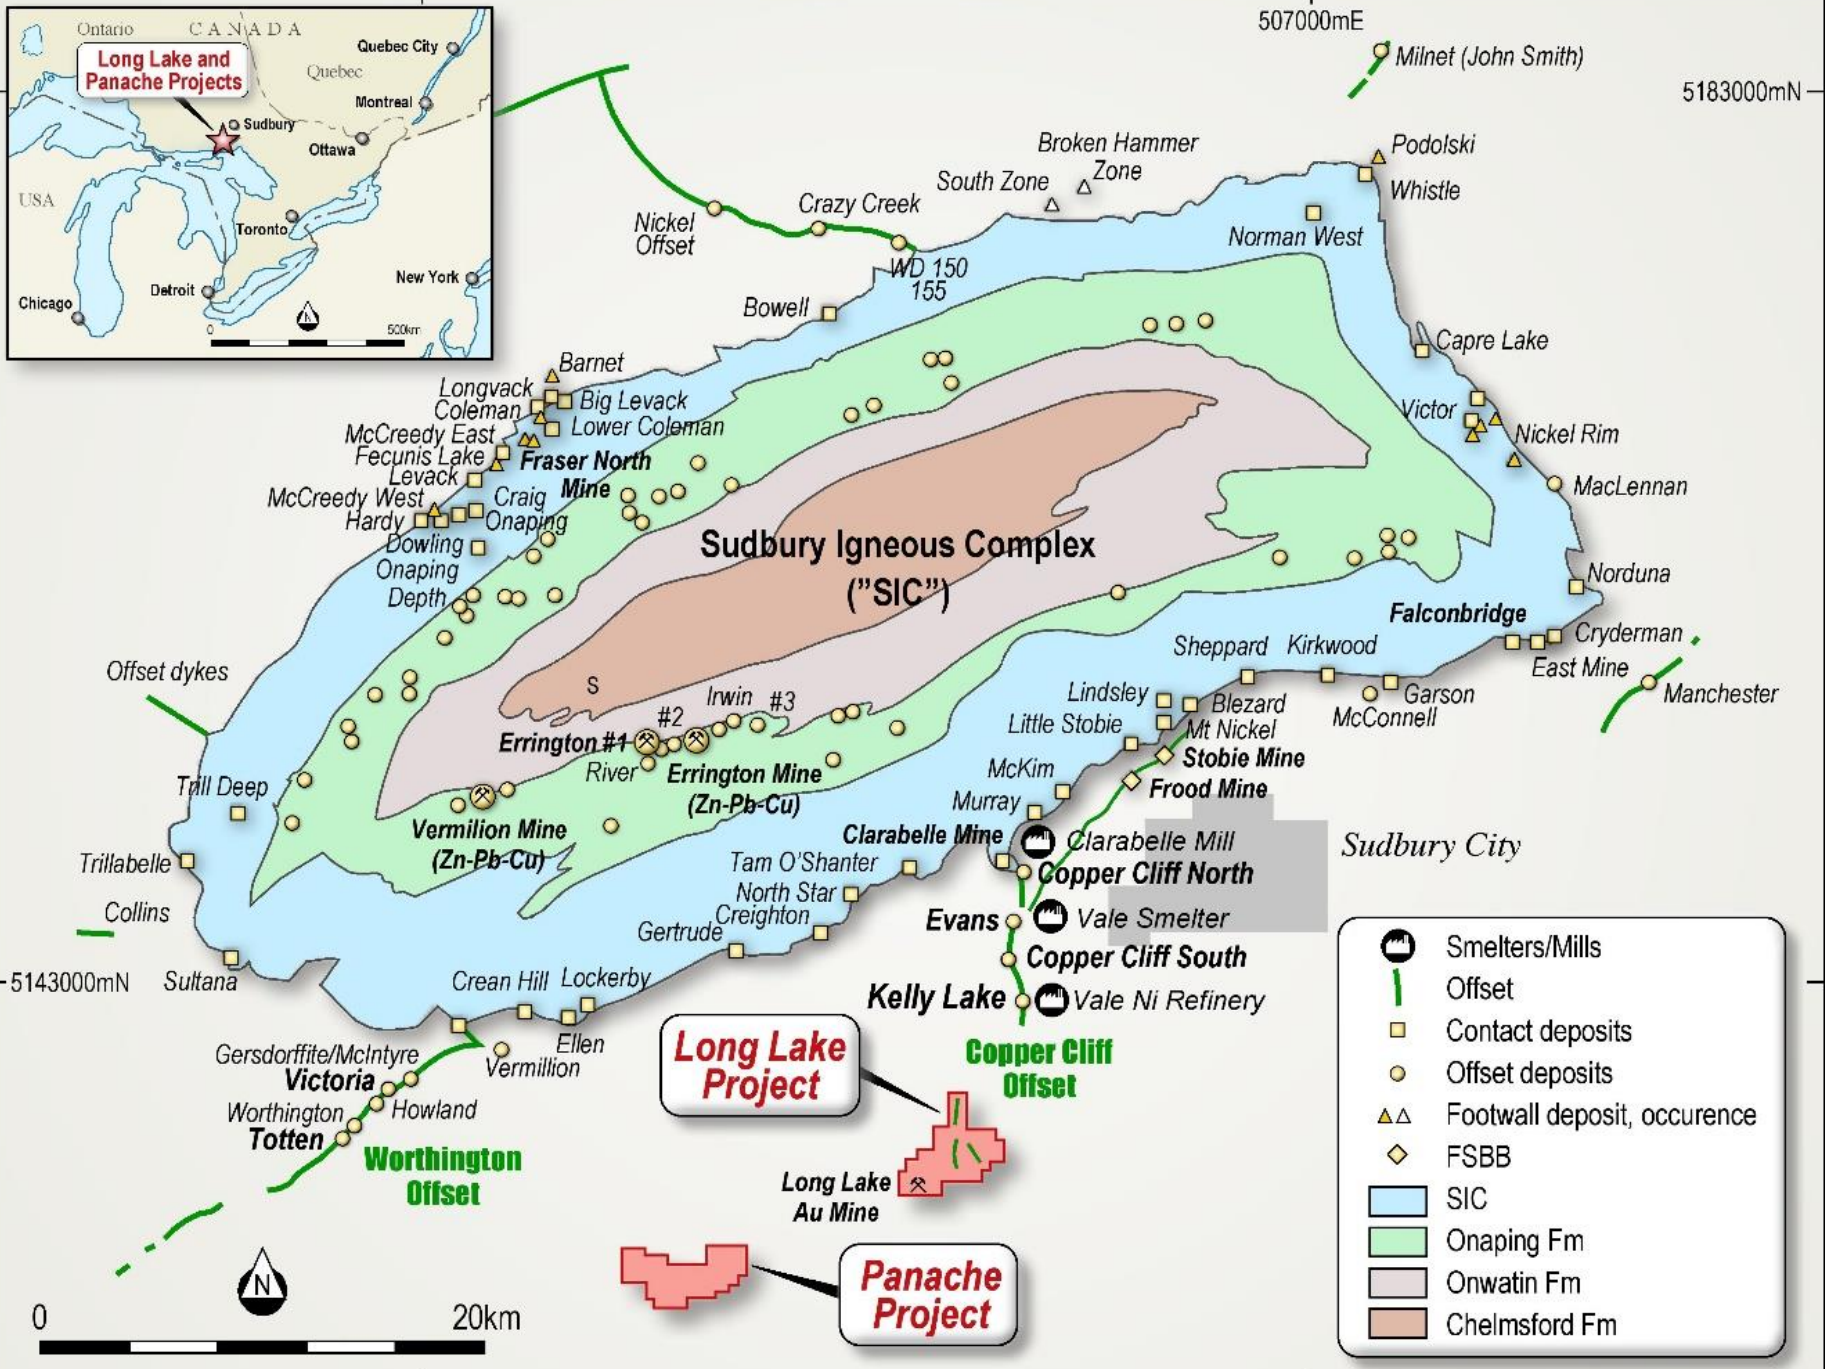 Ontario
CANADA
Long Lake and
Panache Projects
Quebec City
Quebec
Montreal
Sudbury
Ottawa
USA
Toronto
Detroit
New York
Chicago
N
0
500km
507000mE
Milnet (John Smith)
5183000mN
Broken Hammer
Zone
South Zone
Podolski
Whistle
Crazy Creek
Nickel
Offset
Norman West
WD 150
155
Bowell
Capre Lake
Barnet
Longvack
Big Levack
Coleman
Lower Coleman
Victor
McCreedy East
Nickel Rim
Fecunis Lake
Fraser North
Mine
Levack
MacLennan
McCreedy West
Craig
Hardy
Onaping
Dowling
Onaping
Depth
Sudbury Igneous Complex
("SIC")
Norduna
Falconbridge
Cryderman
East Mine
Sheppard
Kirkwood
Offset dykes
S
Irwin
#3
#2
Lindsley
Blezard
Garson
McConnell
Manchester
Little Stobie
Mt Nickel
Errington #1
River
Errington Mine
(Zn-Pb-Cu)
Stobie Mine
Frood Mine
McKim
Trill Deep
Murray
Vermilion Mine
(Zn-Pb-Cu)
Clarabelle Mine
Clarabelle Mill
Sudbury City
Trillabelle
Tam O'Shanter
Copper Cliff North
North Star
Collins
Creighton
Evans
Vale Smelter
Gertrude
Copper Cliff South
5143000mN
Sultana
Crean Hill
Lockerby
Kelly Lake
Vale Ni Refinery
Ellen
Long Lake
Project
Copper Cliff
Offset
Gersdorffite/McIntyre
Vermillion
Victoria
Worthington
Howland
Totten
Worthington
Offset
Long Lake
Au Mine
Panache
Project
N
0
20km
Smelters/Mills
Offset
Contact deposits
Offset deposits
Footwall deposit, occurence
FSBB
SIC
Onaping Fm
Onwatin Fm
Chelmsford Fm